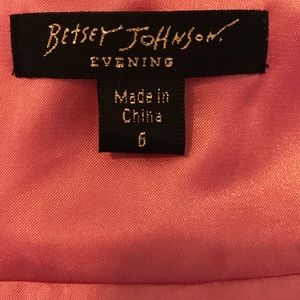 BETSEY JOHNSON.
EVENING
Made in
China
6